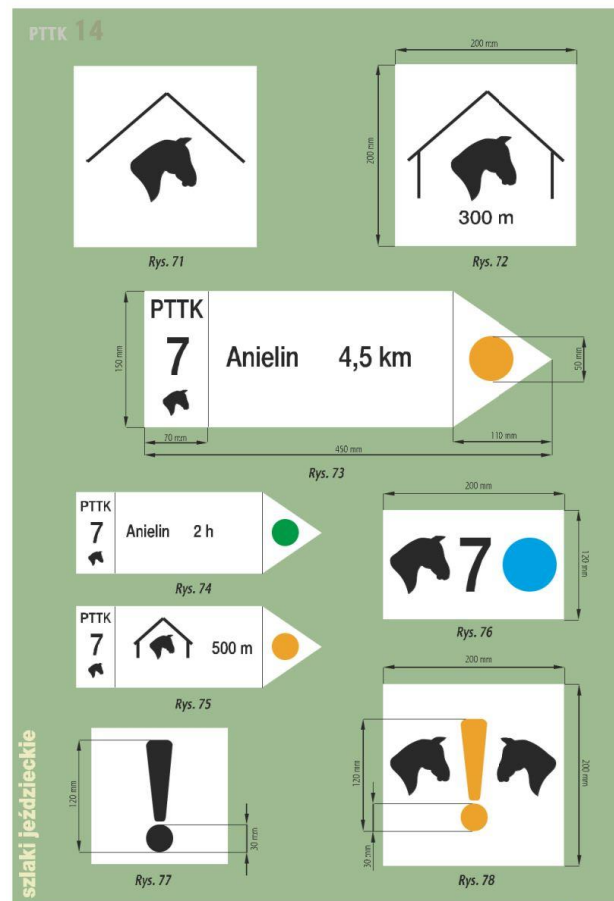 PTTK 14
200 mm
200 mm
300 m
Rys. 71
Rys. 72
150 mm
PTTK
7
Anielin 4,5 km
50 mm
70 mm
110 mm
450 mm
Rys. 73
PTTK
7
Anielin 2 h
Rys. 74
200 mm
7
120 mm
Rys. 76
PTTK
7
500 m
Rys. 75
200 mm
120 mm
30 mm
Rys. 77
120 mm
30 mm
200 mm
Rys. 78
szlaki jeździeckie